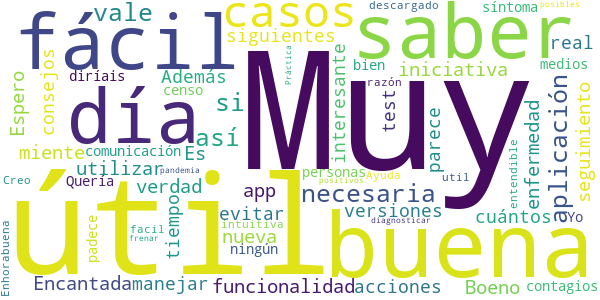 vale
casos
descargado
síntoma
posibles
fácil
siguientes
saber
real
Espero
consejos
diríais
Además
Práctica
bien
iniciativa
medios
día
censo
si
interesante
razón
test
Muy
así
parece
enfermedad
aplicación
seguimiento
miente
comunicación
Es
entendible
Creo
Quería
utilizar
pandemia
personas
Ayuda
util
verdad
app
positivos
necesaria
útil
padece
tiempo
evitar
versiones
diagnosticar
cuántos
Yo
Enhorabuena
facil
frenar
nueva
intuitiva
ningún
buena
Encantada
manejar
funcionalidad
acciones
Boeno
contagios